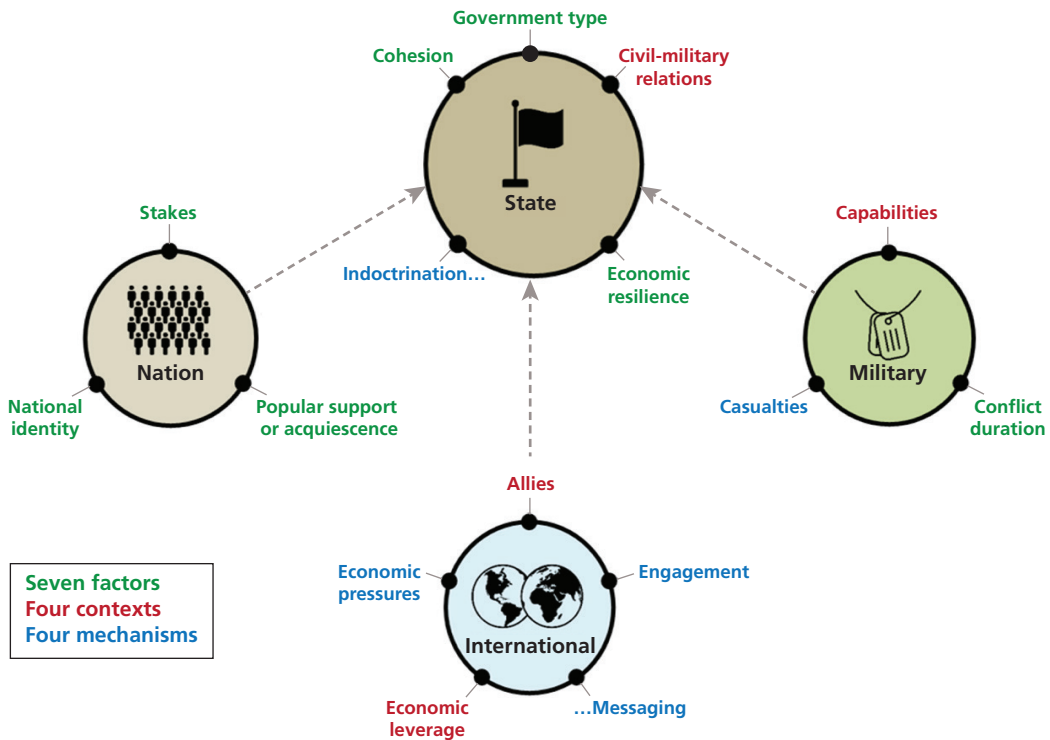 Government type
Cohesion
Civil-military
relations
State
Indoctrination…
Economic
resilience
Stakes
Nation
National
identity
Popular support
or acquiescence
Capabilities
Military
Casualties
Conflict
duration
Allies
Economic
pressures
Engagement
International
Economic
leverage
…Messaging
Seven factors
Four contexts
Four mechanisms